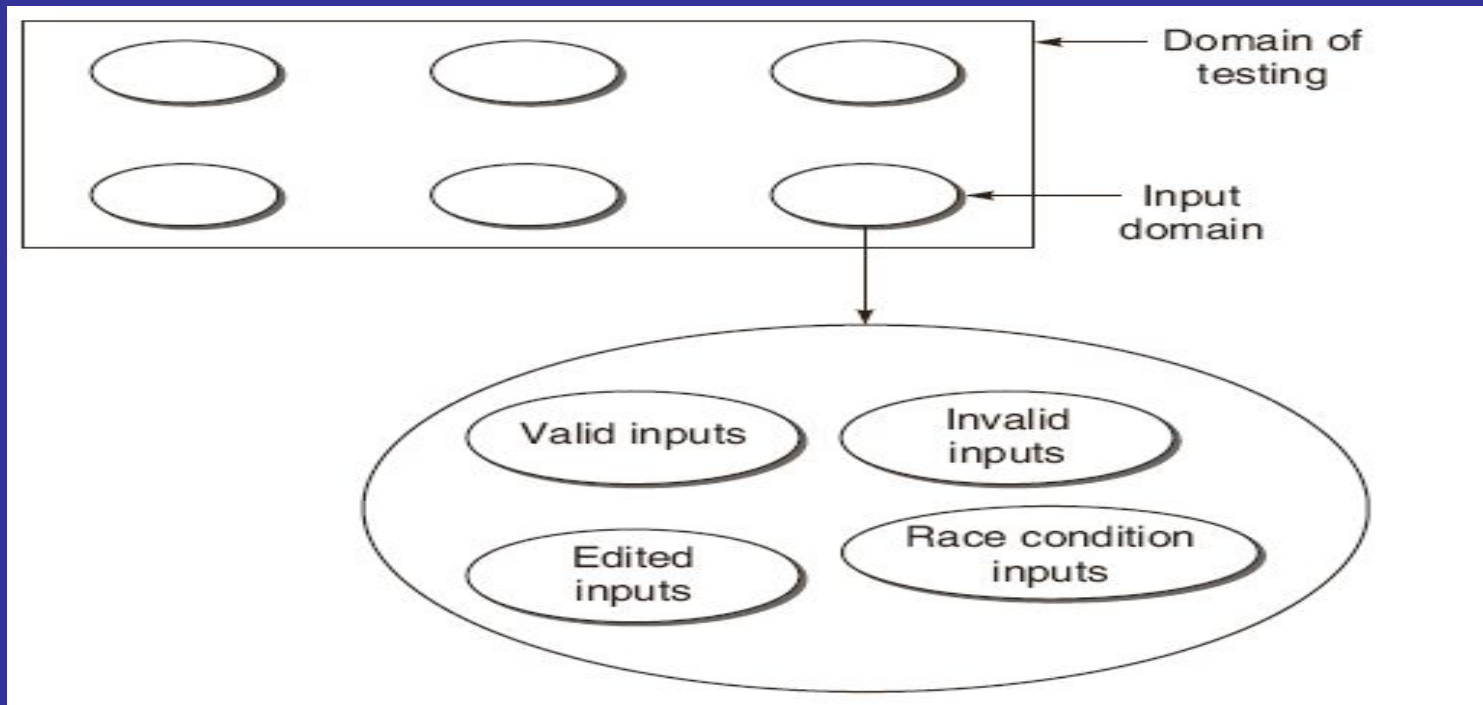 Domain of
testing
Input
domain
Valid inputs
Invalid
inputs
Edited
inputs
Race condition
inputs